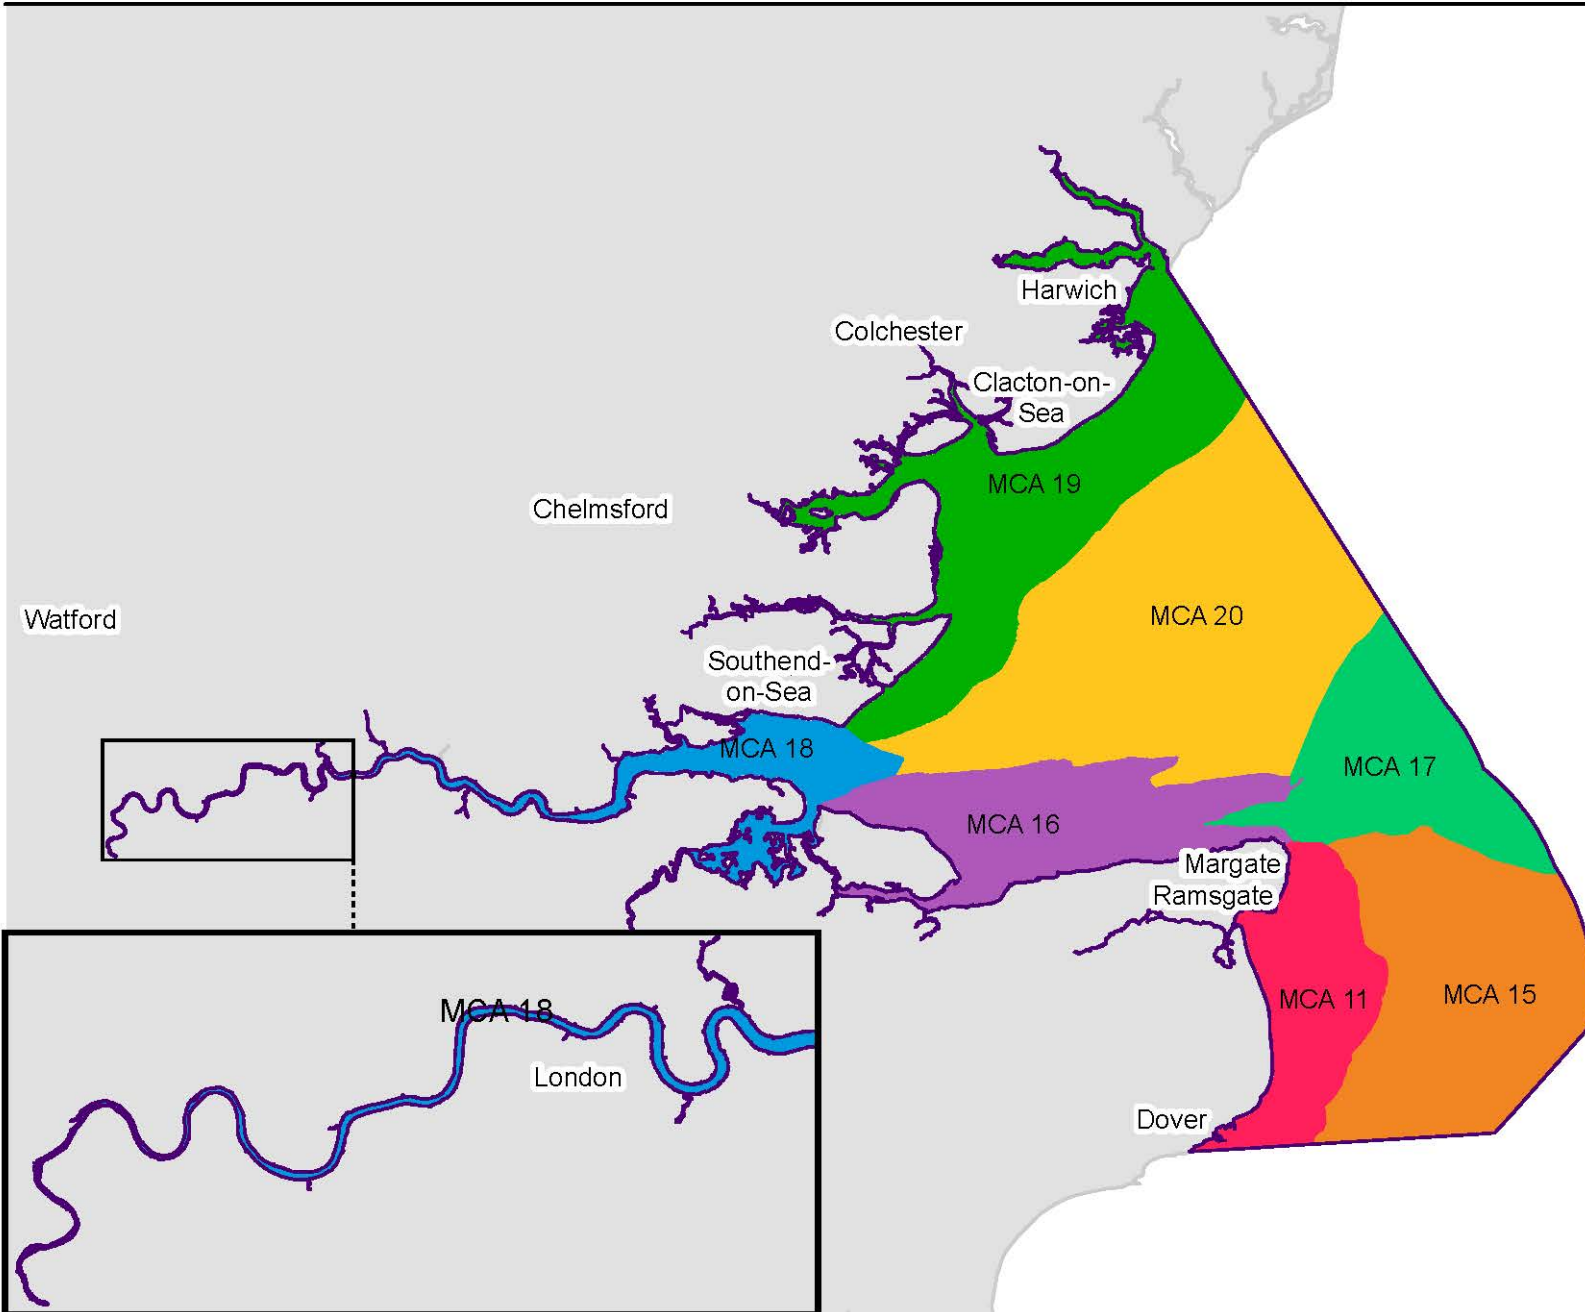 Harwich
Colchester
Clacton-on-
Sea
MCA 19
Chelmsford
MCA 20
Watford
Southend-
on-Sea
MCA 18
MCA 17
MCA 16
Margate
Ramsgate
MCA 11
MCA 15
MCA 18
London
Dover